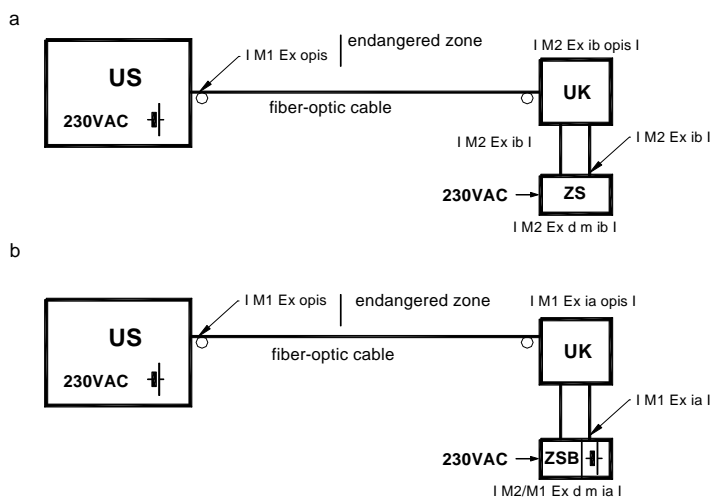 a
I M1 Ex opis
endangered zone
I M2 Ex ib opis I
US
230VAC
fiber-optic cable
UK
I M2 Ex ib I
I M2 Ex ib I
230VAC
ZS
I M2 Ex d m ib I
b
I M1 Ex opis
endangered zone
I M1 Ex ia opis I
US
230VAC
fiber-optic cable
UK
I M1 Ex ia I
230VAC
ZSB
I M2/M1 Ex d m ia I